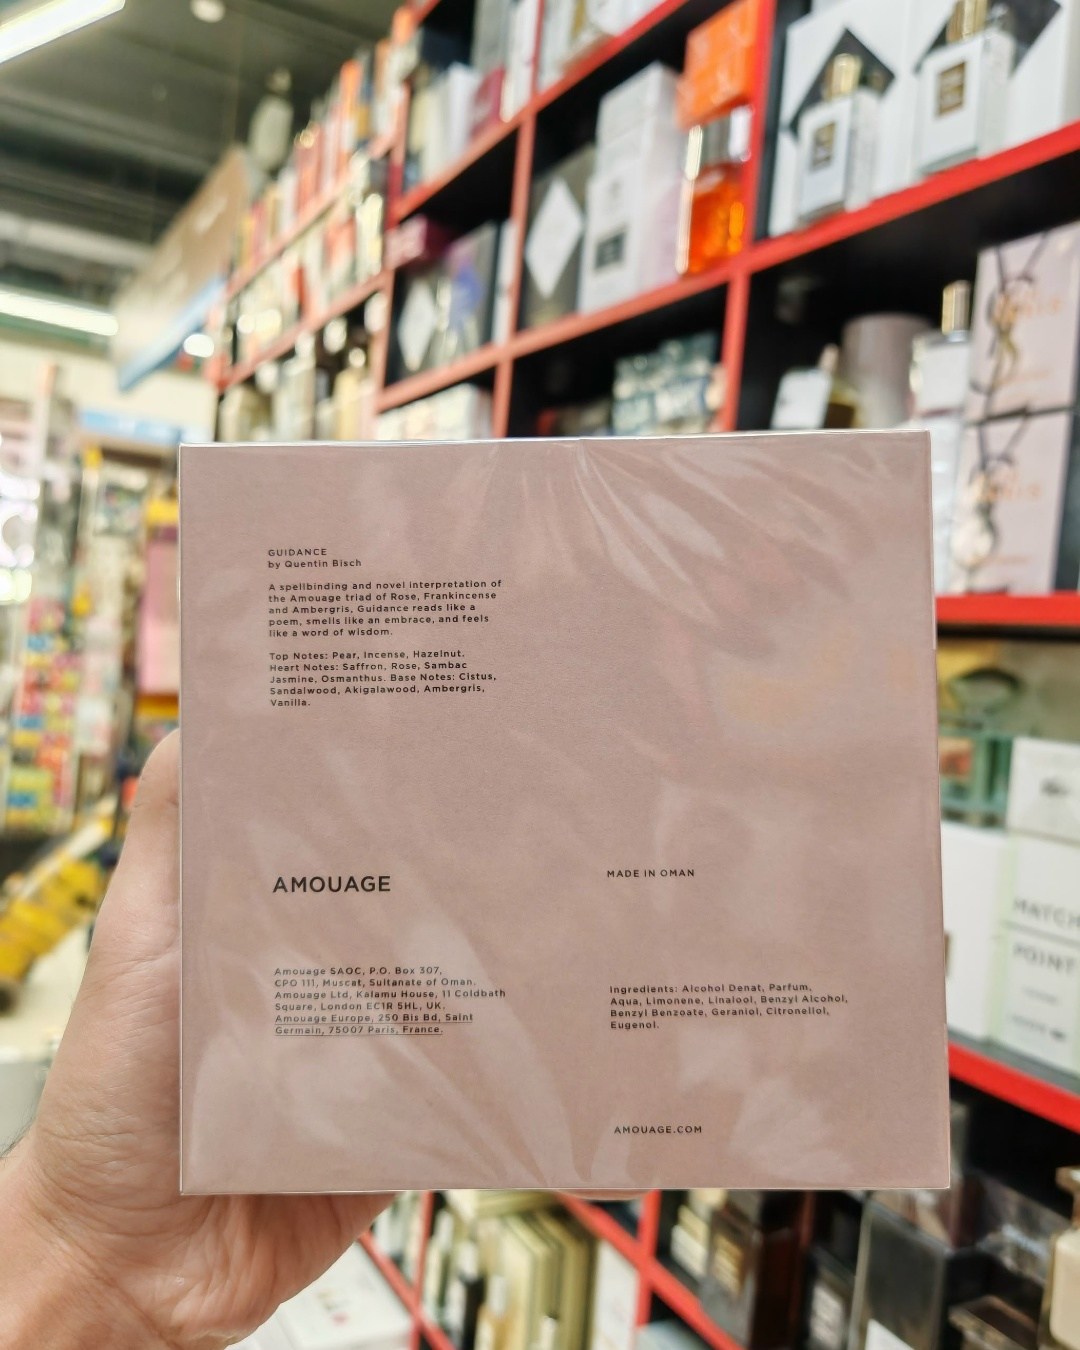 GUIDANCE
by Quentin Bisch
A spellbinding and novel interpretation of
the Amouage triad of Rose, Frankincense
and Ambergris, Guidance reads like a
poem, smells like an embrace, and feels
like a word of wisdom.
Top Notes: Pear, Incense, Hazelnut.
Heart Notes: Saffron, Rose, Sambac
Jasmine, Osmanthus. Base Notes: Cistus,
Sandalwood, Akigalawood, Ambergris,
Vanilla.
AMOUAGE
MADE IN OMAN
Amouage SAOC, P.O. Box 307,
CPO 111, Muscat, Sultanate of Oman.
Amouage Ltd, Kalamu House, 11 Coldbath
Square, London EC1R 5HL, UK.
Amouage Europe, 250 Bis Bd, Saint
Germain, 75007 Paris, France.
Ingredients: Alcohol Denat, Parfum,
Aqua, Limonene, Linalool, Benzyl Alcohol,
Benzyl Benzoate, Geraniol, Citronellol,
Eugenol.
AMOUAGE.COM
MATCH
POINT